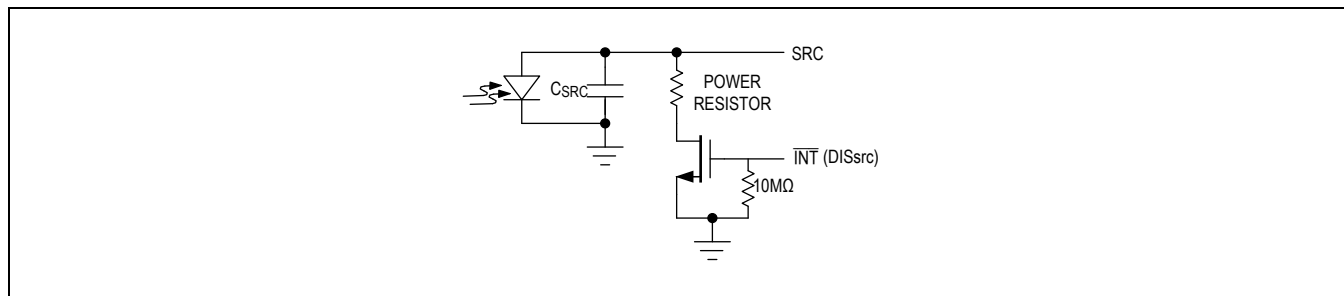 SRC
CSRC
POWER
RESISTOR
INT (DISsrc)
10MΩ